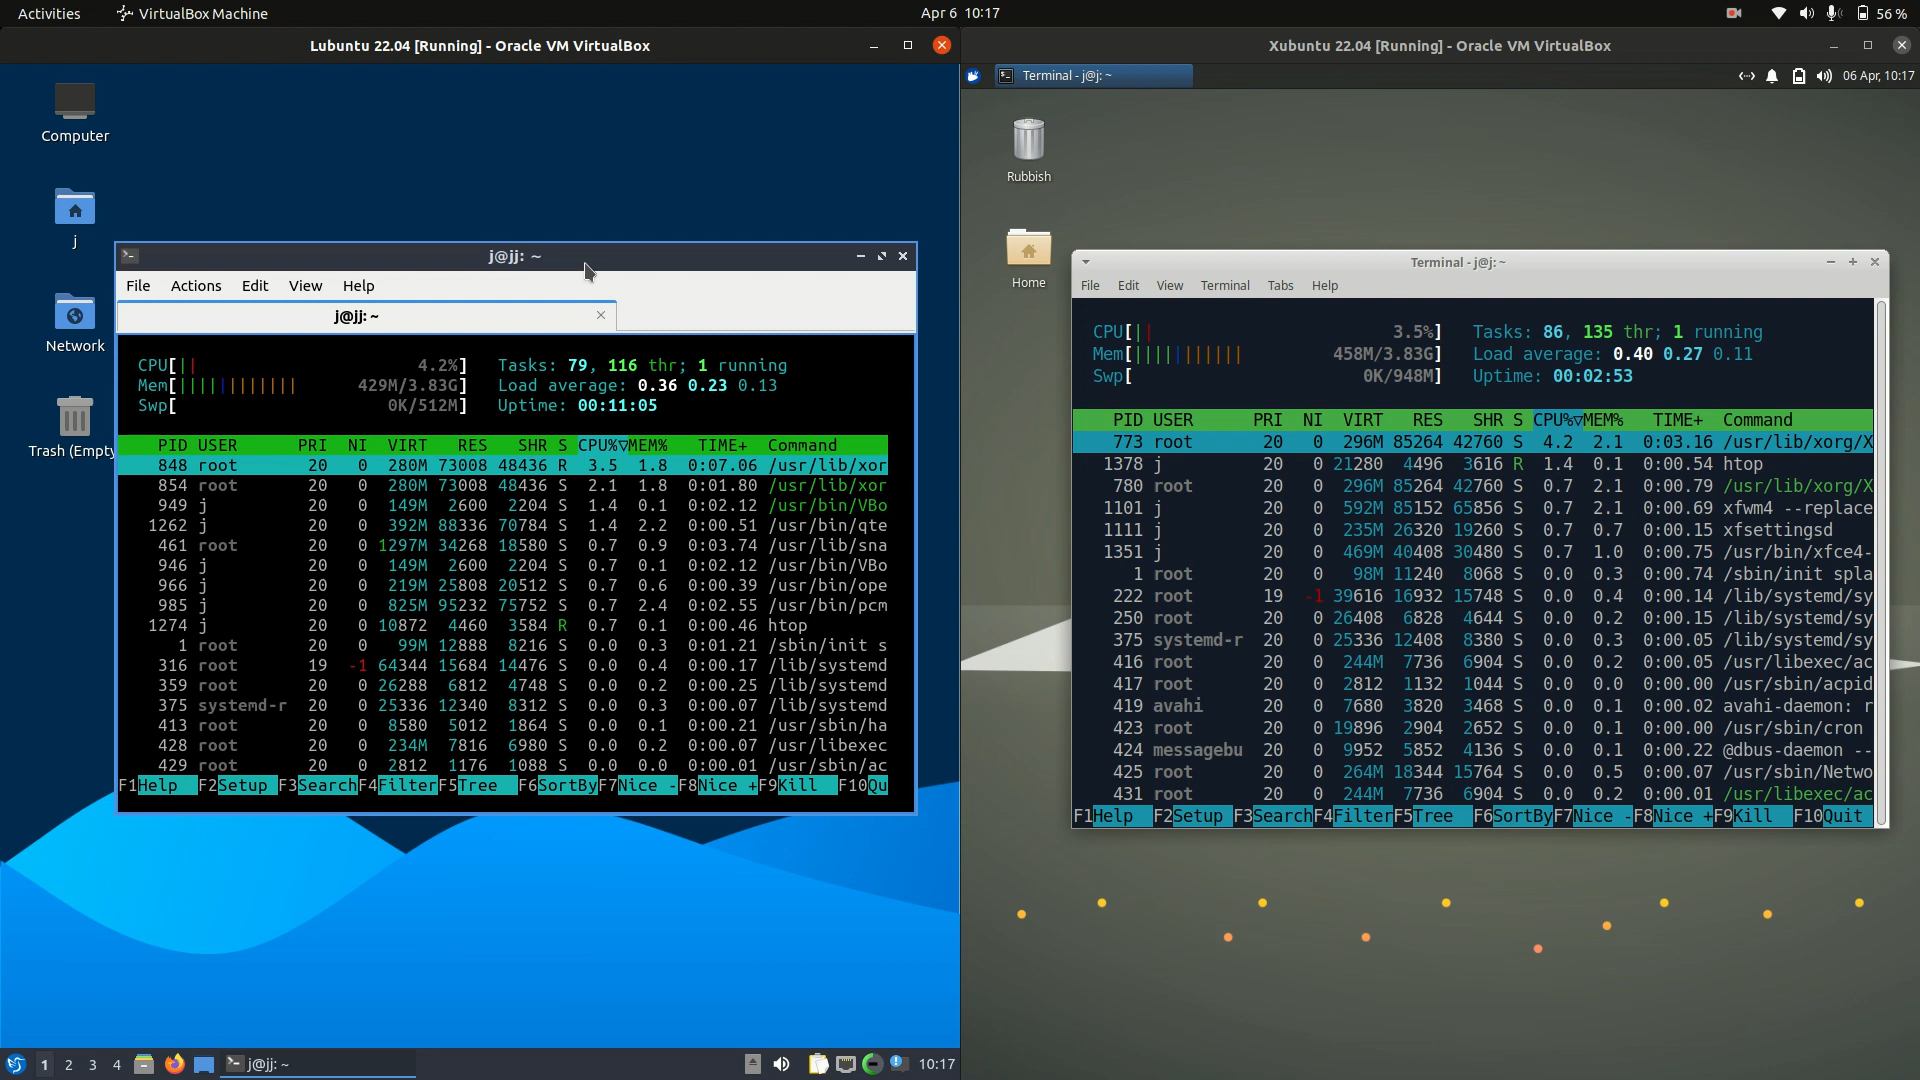 Activities
VirtualBox Machine
Apr 6 10:17
56 %
Lubuntu 22.04 [Running] - Oracle VM VirtualBox
Computer
j
Network
Trash (Empty
j@jj: ~
File Actions Edit View Help
j@jj: ~
CPU[|| 4.2%] Tasks: 79, 116 thr; 1 running
Mem[|||||||||||| 429M/3.83G] Load average: 0.36 0.23 0.13
Swp[ 0K/512M] Uptime: 00:11:05
PID USER PRI NI VIRT RES SHR S CPU%▽MEM% TIME+ Command
848 root 20 0 280M 73008 48436 R 3.5 1.8 0:07.06 /usr/lib/xor
854 root 20 0 280M 73008 48436 S 2.1 1.8 0:01.80 /usr/lib/xor
949 j 20 0 149M 2600 2204 S 1.4 0.1 0:02.12 /usr/bin/VBo
1262 j 20 0 392M 88336 70784 S 1.4 2.2 0:00.51 /usr/bin/qte
461 root 20 0 1297M 34268 18580 S 0.7 0.9 0:03.74 /usr/lib/sna
946 j 20 0 149M 2600 2204 S 0.7 0.1 0:02.12 /usr/bin/VBo
966 j 20 0 219M 25808 20512 S 0.7 0.6 0:00.39 /usr/bin/ope
985 j 20 0 825M 95232 75752 S 0.7 2.4 0:02.55 /usr/bin/pcm
1274 j 20 0 10872 4460 3584 R 0.7 0.1 0:00.46 htop
1 root 20 0 99M 12888 8216 S 0.0 0.3 0:01.21 /sbin/init s
316 root 19 -1 64344 15684 14476 S 0.0 0.4 0:00.17 /lib/systemd
359 root 20 0 26288 6812 4748 S 0.0 0.2 0:00.25 /lib/systemd
375 systemd-r 20 0 25336 12340 8312 S 0.0 0.3 0:00.07 /lib/systemd
413 root 20 0 8580 5012 1864 S 0.0 0.1 0:00.21 /usr/sbin/ha
428 root 20 0 234M 7816 6980 S 0.0 0.2 0:00.07 /usr/libexec
429 root 20 0 2812 1176 1088 S 0.0 0.0 0:00.01 /usr/sbin/ac
F1Help F2Setup F3SearchF4FilterF5Tree F6SortByF7Nice -F8Nice +F9Kill F10Qu
1 2 3 4
j@jj: ~
10:17
Xubuntu 22.04 [Running] - Oracle VM VirtualBox
Terminal - j@j: ~
06 Apr, 10:17
Rubbish
Home
Terminal - j@j: ~
File Edit View Terminal Tabs Help
CPU[|| 3.5%] Tasks: 86, 135 thr; 1 running
Mem[||||||||||| 458M/3.83G] Load average: 0.40 0.27 0.11
Swp[ 0K/948M] Uptime: 00:02:53
PID USER PRI NI VIRT RES SHR S CPU%▽MEM% TIME+ Command
773 root 20 0 296M 85264 42760 S 4.2 2.1 0:03.16 /usr/lib/xorg/X
1378 j 20 0 21280 4496 3616 R 1.4 0.1 0:00.54 htop
780 root 20 0 296M 85264 42760 S 0.7 2.1 0:00.79 /usr/lib/xorg/X
1101 j 20 0 592M 85152 65856 S 0.7 2.1 0:00.69 xfwm4 --replace
1111 j 20 0 235M 26320 19260 S 0.7 0.7 0:00.15 xfsettingsd
1351 j 20 0 469M 40408 30480 S 0.7 1.0 0:00.75 /usr/bin/xfce4-
1 root 20 0 98M 11240 8068 S 0.0 0.3 0:00.74 /sbin/init spla
222 root 19 -1 39616 16932 15748 S 0.0 0.4 0:00.14 /lib/systemd/sy
250 root 20 0 26408 6828 4644 S 0.0 0.2 0:00.15 /lib/systemd/sy
375 systemd-r 20 0 25336 12408 8380 S 0.0 0.3 0:00.05 /lib/systemd/sy
416 root 20 0 244M 7736 6904 S 0.0 0.2 0:00.05 /usr/libexec/ac
417 root 20 0 2812 1132 1044 S 0.0 0.0 0:00.00 /usr/sbin/acpid
419 avahi 20 0 7680 3820 3468 S 0.0 0.1 0:00.02 avahi-daemon: r
423 root 20 0 19896 2904 2652 S 0.0 0.1 0:00.00 /usr/sbin/cron
424 messagebu 20 0 9952 5852 4136 S 0.0 0.1 0:00.22 @dbus-daemon --
425 root 20 0 264M 18344 15764 S 0.0 0.5 0:00.07 /usr/sbin/Netwo
431 root 20 0 244M 7736 6904 S 0.0 0.2 0:00.01 /usr/libexec/ac
F1Help F2Setup F3SearchF4FilterF5Tree F6SortByF7Nice -F8Nice +F9Kill F10Quit